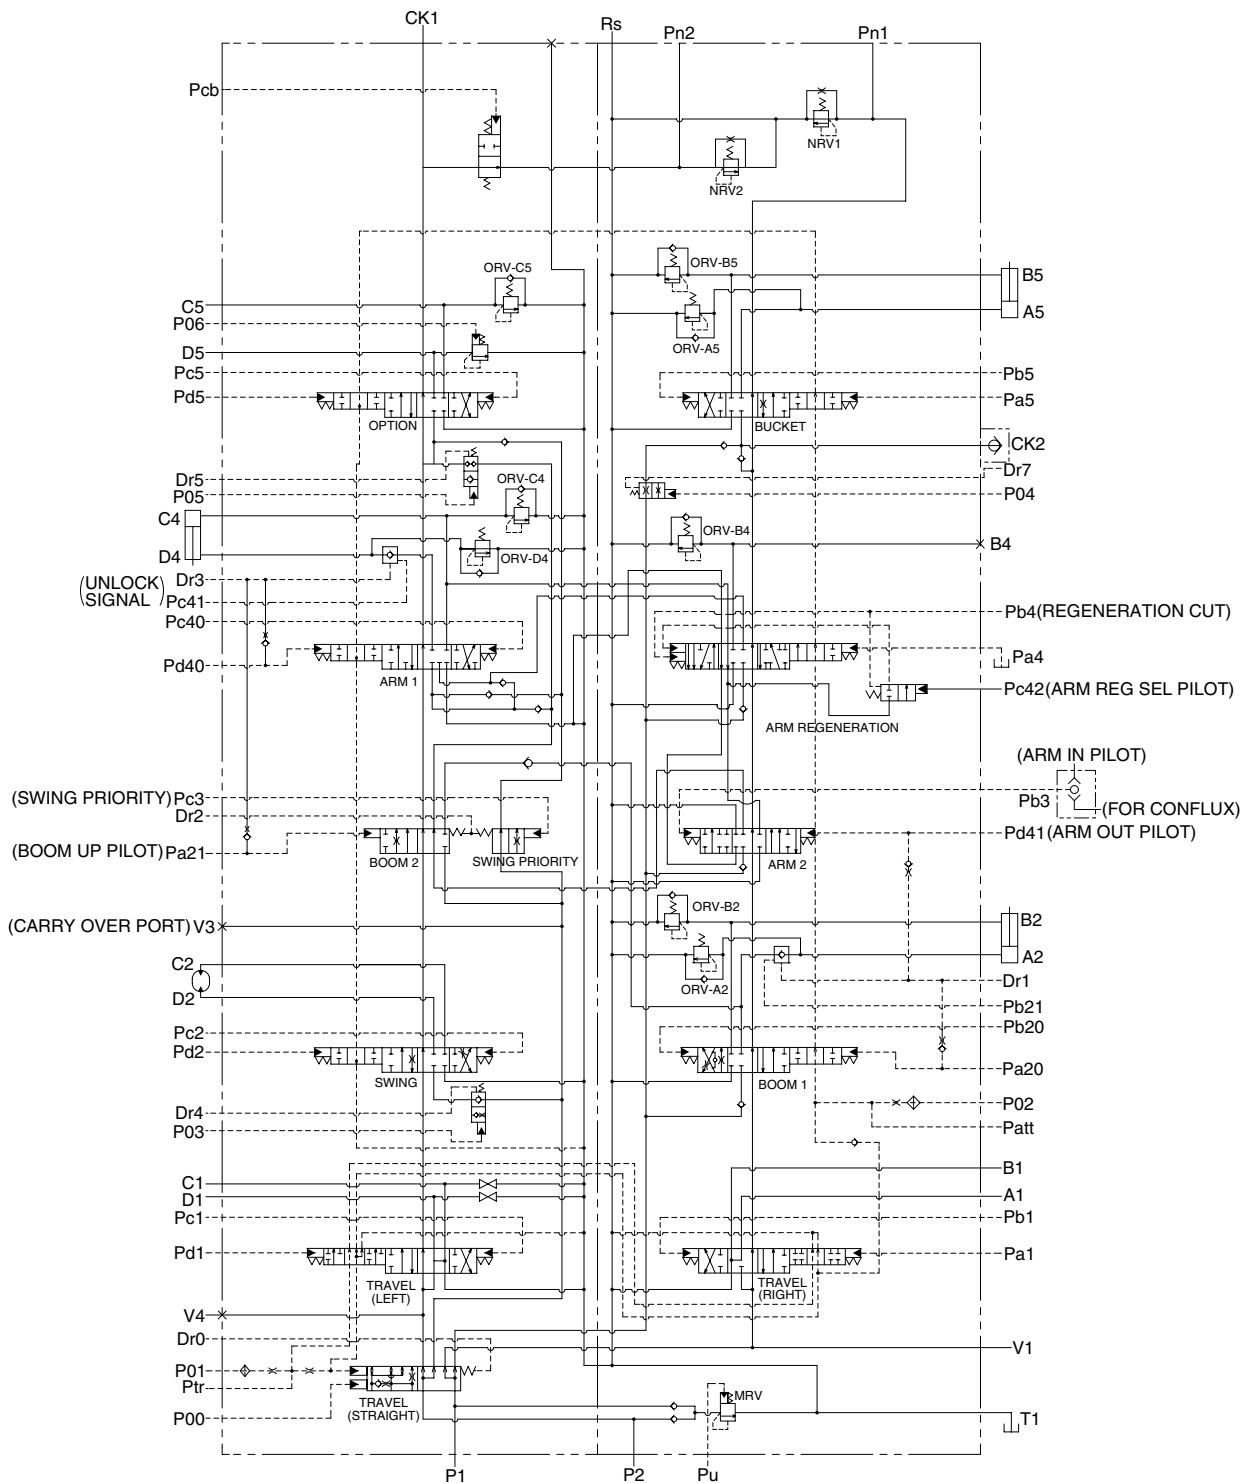 CK1
Rs
Pn2
Pn1
Pcb
NRV1
NRV2
ORV-C5
ORV-B5
B5
C5
A5
P06
ORV-A5
D5
Pc5
Pb5
Pd5
Pa5
OPTION
BUCKET
CK2
Dr7
Dr5
ORV-C4
P05
P04
C4
ORV-B4
B4
D4
ORV-D4
(UNLOCK SIGNAL)
Dr3
Pc41
Pc40
Pb4(REGENERATION CUT)
Pd40
Pa4
ARM 1
Pc42(ARM REG SEL PILOT)
ARM REGENERATION
(ARM IN PILOT)
(SWING PRIORITY)Pc3
Pb3
(FOR CONFLUX)
Dr2
Pd41(ARM OUT PILOT)
(BOOM UP PILOT)Pa21
BOOM 2
SWING PRIORITY
ARM 2
ORV-B2
B2
(CARRY OVER PORT) V3
A2
C2
ORV-A2
Dr1
D2
Pb21
Pc2
Pb20
Pd2
Pa20
SWING
BOOM 1
Dr4
P02
P03
Patt
B1
C1
D1
A1
Pc1
Pb1
Pd1
Pa1
TRAVEL
(LEFT)
TRAVEL
(RIGHT)
V4
Dr0
V1
P01
Ptr
TRAVEL
(STRAIGHT)
MRV
P00
T1
P1
P2
Pu